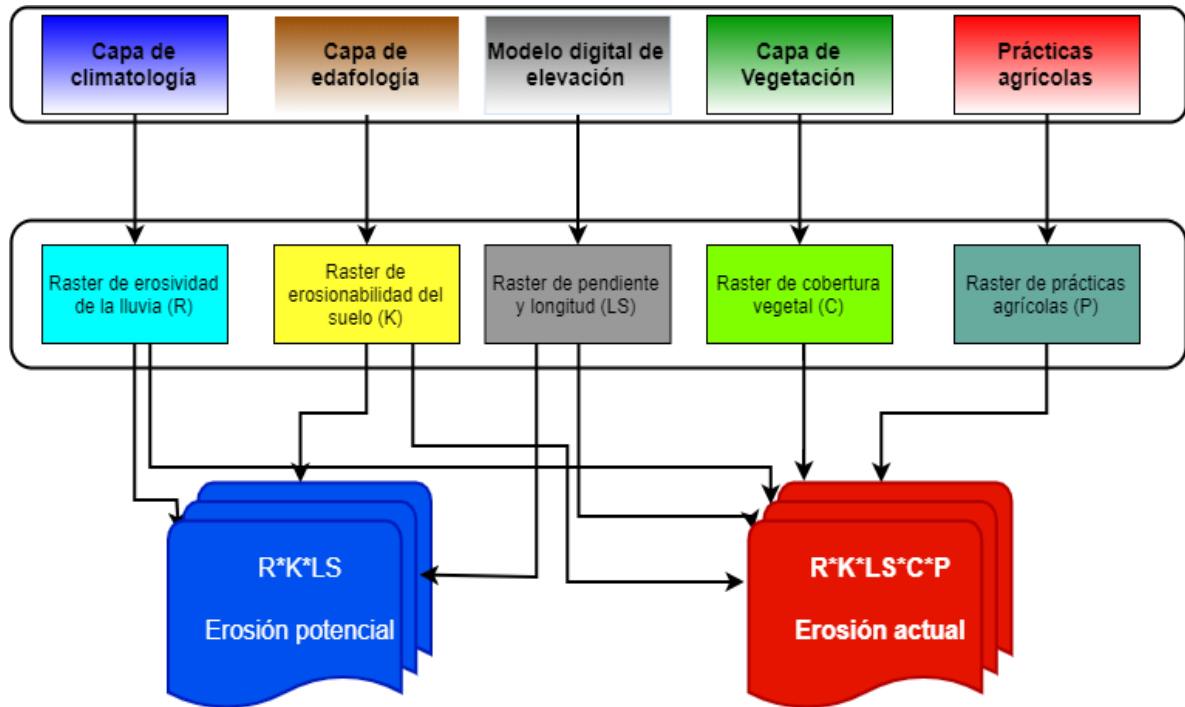 Capa de
climatología
Capa de
edafología
Modelo digital de
elevación
Capa de
Vegetación
Prácticas
agrícolas
Raster de erosividad
de la lluvia (R)
Raster de
erosionabilidad del
suelo (K)
Raster de pendiente
y longitud (LS)
Raster de cobertura
vegetal (C)
Raster de prácticas
agrícolas (P)
R*K*LS
Erosión potencial
R*K*LS*C*P
Erosión actual